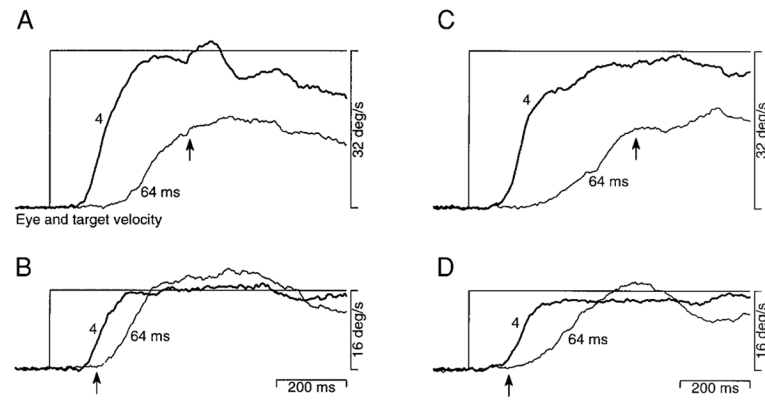 A
4
64 ms
32 deg/s
Eye and target velocity
B
4
64 ms
16 deg/s
200 ms
C
4
64 ms
32 deg/s
D
4
64 ms
16 deg/s
200 ms